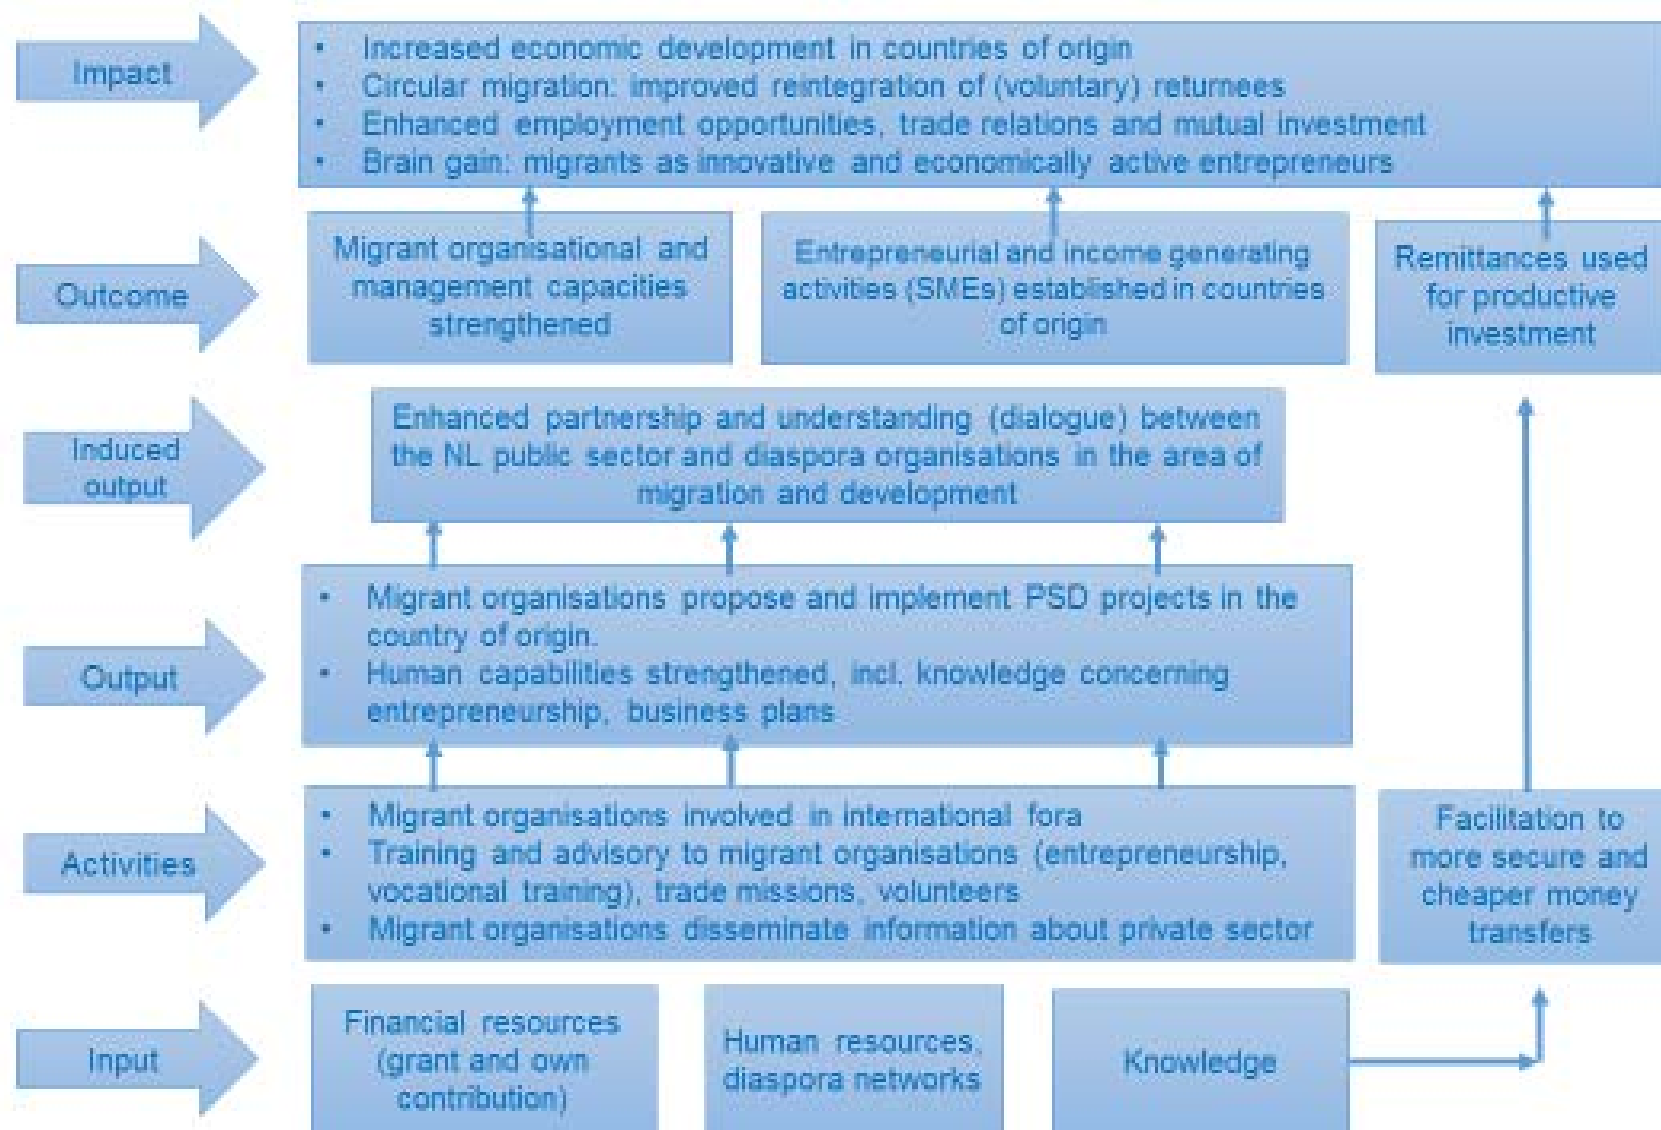 Impact
• Increased economic development in countries of origin
• Circular migration: improved reintegration of (voluntary) returnees
• Enhanced employment opportunities, trade relations and mutual investment
• Brain gain: migrants as innovative and economically active entrepreneurs
Outcome
Migrant organisational and
management capacities
strengthened
Entrepreneurial and income generating
activities (SMEs) established in countries
of origin
Remittances used
for productive
investment
Induced
output
Enhanced partnership and understanding (dialogue) between
the NL public sector and diaspora organisations in the area of
migration and development
Output
• Migrant organisations propose and implement PSD projects in the
country of origin.
• Human capabilities strengthened, incl. knowledge concerning
entrepreneurship, business plans
Activities
• Migrant organisations involved in international fora
• Training and advisory to migrant organisations (entrepreneurship,
vocational training), trade missions, volunteers
• Migrant organisations disseminate information about private sector
Facilitation to
more secure and
cheaper money
transfers
Input
Financial resources
(grant and own
contribution)
Human resources,
diaspora networks
Knowledge